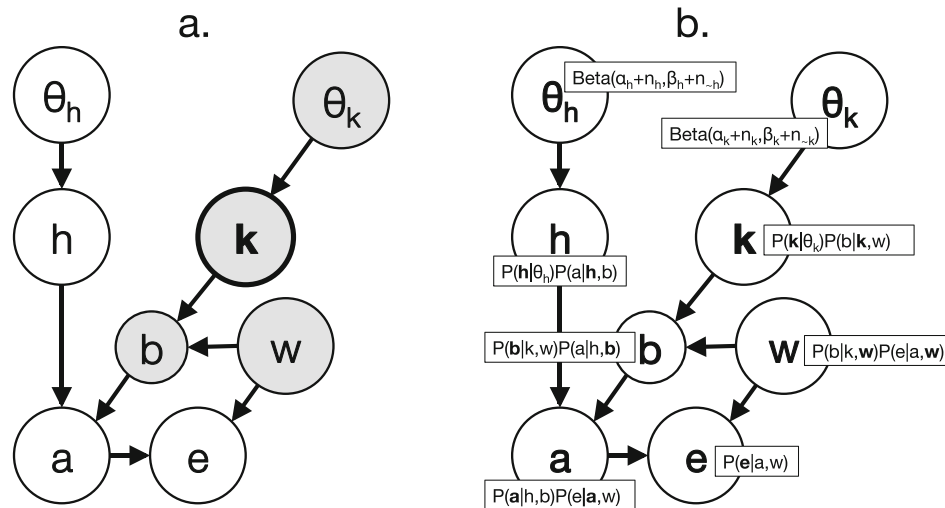 a.
b.
θh
θk
θh
Beta(αh+nh,βh+n~h)
θk
Beta(αk+nk,βk+n~k)
h
k
h
P(h|θh)P(a|h,b)
k
P(k|θk)P(b|k,w)
b
w
P(b|k,w)P(a|h,b)
b
w
P(b|k,w)P(e|a,w)
a
e
a
P(a|h,b)P(e|a,w)
e
P(e|a,w)